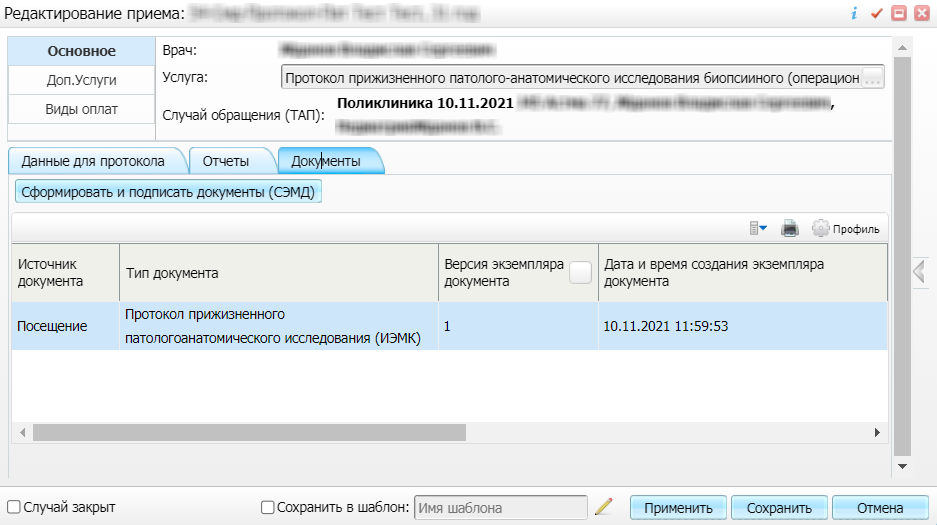 Редактирование приема:
Основное
Доп.Услуги
Виды оплат
Врач:
Услуга:
Протокол прижизненного патолого-анатомического исследования биопсииного (операцион ...
Случай обращения (ТАП):
Поликлиника 10.11.2021
Данные для протокола
Отчеты
Документы
Сформировать и подписать документы (СЭМД)
Профиль
Источник
документа
Тип документа
Версия экземпляра
документа
Дата и время создания экземпляра
документа
Посещение
Протокол прижизненного
патологоанатомического исследования (ИЭМК)
1
10.11.2021 11:59:53
Случай закрыт
Сохранить в шаблон:
Имя шаблона
Применить
Сохранить
Отмена